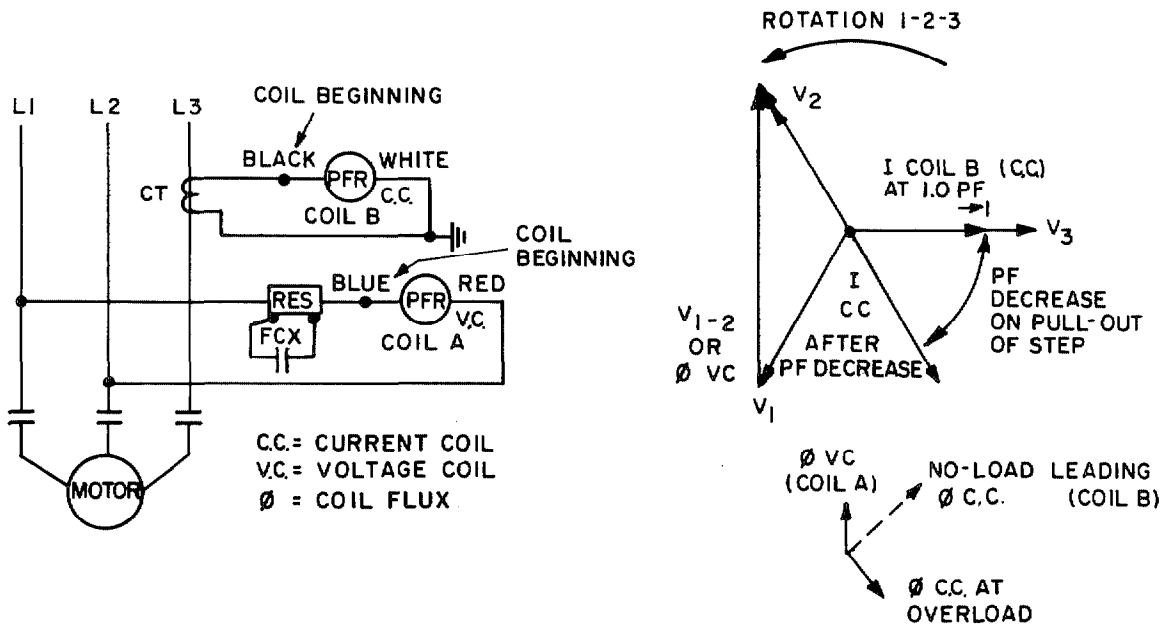 ROTATION 1-2-3
COIL BEGINNING
L1 L2 L3
BLACK WHITE
PFR
C.C.
CT
COIL B
COIL
BEGINNING
BLUE RED
RES PFR
V.C.
FCX
COIL A
MOTOR
C.C.= CURRENT COIL
V.C.= VOLTAGE COIL
Ø = COIL FLUX
V2
I COIL B (C.C.)
AT 1.0 PF
V3
I
CC
AFTER
PF DECREASE
PF
DECREASE
ON PULL-OUT
OF STEP
V1-2
OR
Ø VC
V1
Ø VC
(COIL A)
NO-LOAD LEADING
Ø C.C. (COIL B)
Ø C.C. AT
OVERLOAD